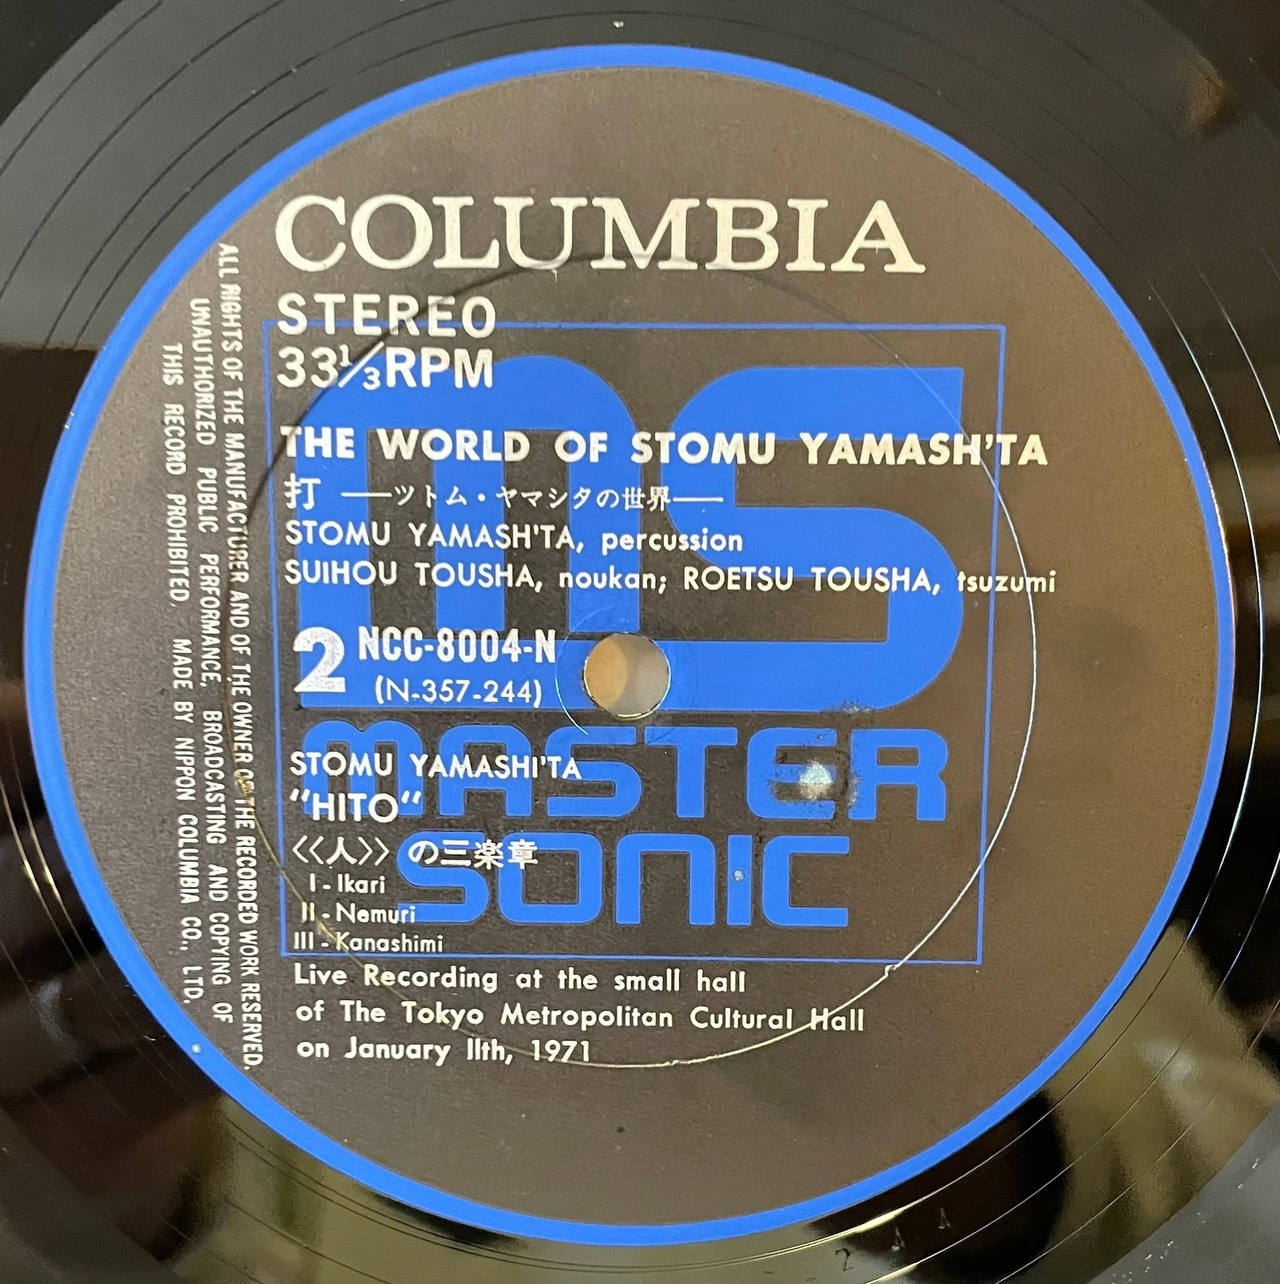 COLUMBIA
STEREO
33⅓RPM
THE WORLD OF STOMU YAMASH'TA
打 ——ツトム・ヤマシタの世界——
STOMU YAMASH'TA, percussion
SUIHOU TOUSHA, noukan; ROETSU TOUSHA, tsuzumi
2 NCC-8004-N
(N-357-244)
STOMU YAMASHI'TA
"HITO"
《人》の三楽章
I - Ikari
II - Nemuri
III - Kanashimi
Live Recording at the small hall
of The Tokyo Metropolitan Cultural Hall
on January 11th, 1971
ms
MASTER
SONIC
ALL RIGHTS OF THE MANUFACTURER AND OF THE OWNER OF THE RECORDED WORK RESERVED.
UNAUTHORIZED PUBLIC PERFORMANCE, BROADCASTING AND COPYING OF
THIS RECORD PROHIBITED. MADE BY NIPPON COLUMBIA CO., LTD.
2 4 4